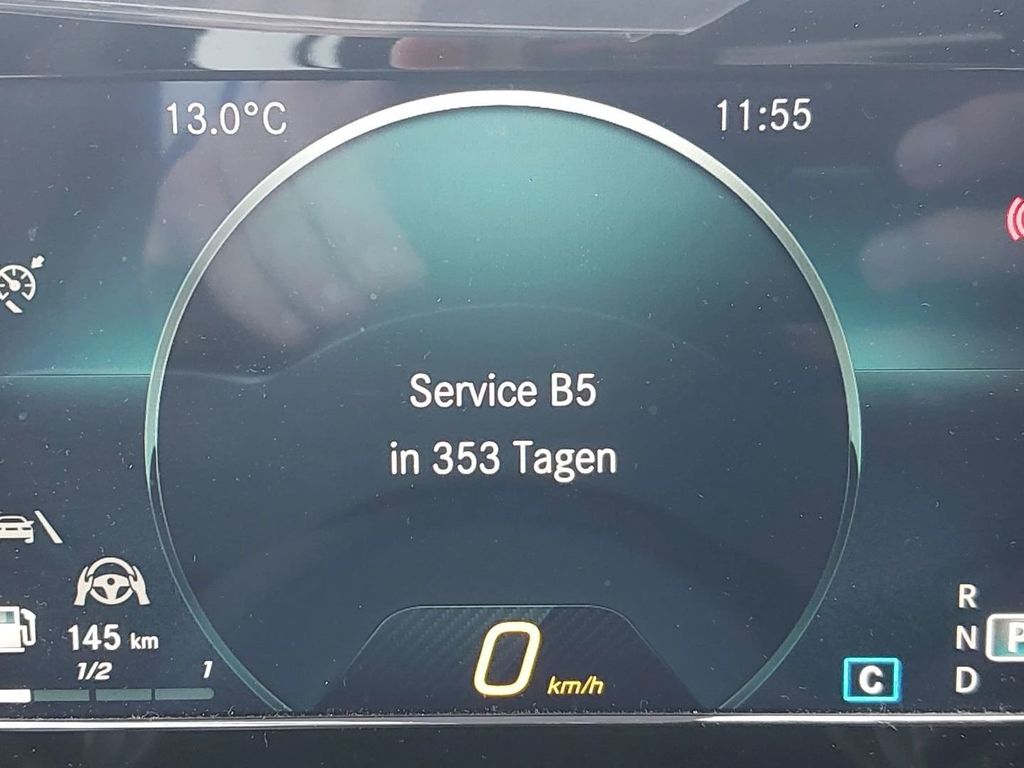 13.0°C
11:55
Service B5
in 353 Tagen
145 km
1/2 1
0 km/h
C
R
N
P
D